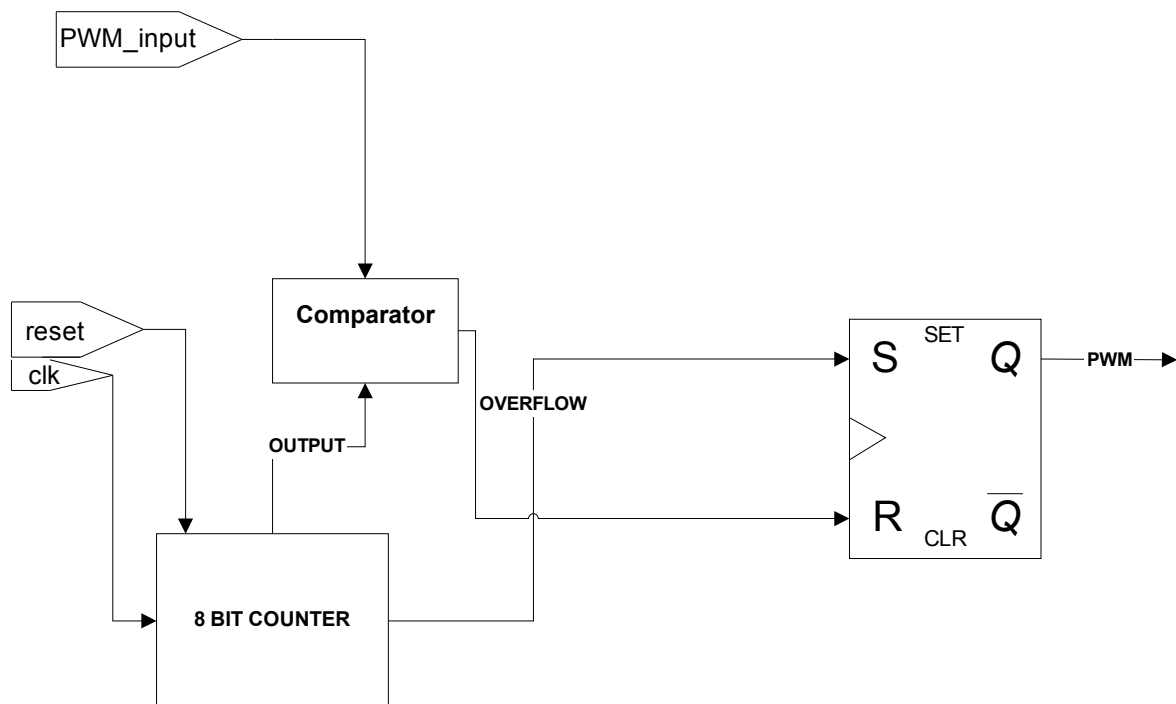 PWM_input
Comparator
reset
clk
OVERFLOW
OUTPUT
8 BIT COUNTER
SET
S
Q
R
Q̅
CLR
PWM